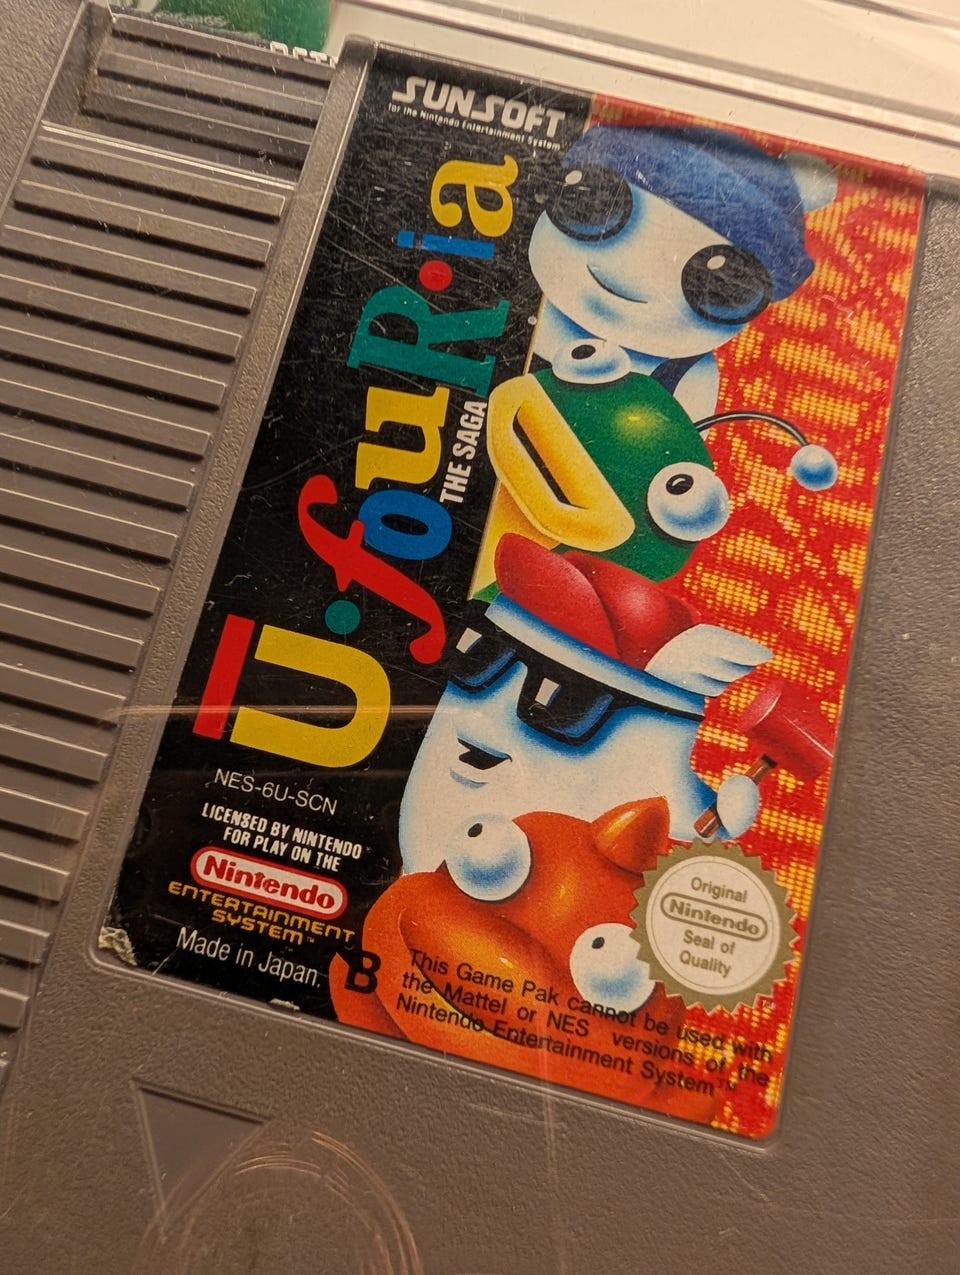 SUNSOFT
for the Nintendo Entertainment System
Ū•fouR•ia
THE SAGA
NES-6U-SCN
LICENSED BY NINTENDO
FOR PLAY ON THE
Nintendo
ENTERTAINMENT
SYSTEM™
Made in Japan.
B
This Game Pak cannot be used with
the Mattel or NES versions of the
Nintendo Entertainment System™
Original
Nintendo
Seal of
Quality